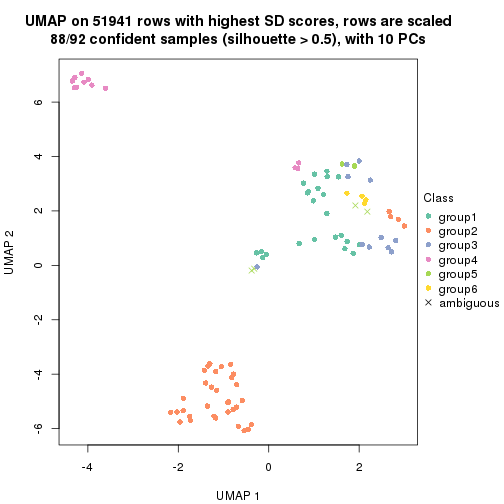 UMAP on 51941 rows with highest SD scores, rows are scaled
88/92 confident samples (silhouette > 0.5), with 10 PCs
6
4
2
0
-2
-4
-6
UMAP 2
-4
-2
0
2
UMAP 1
Class
group1
group2
group3
group4
group5
group6
ambiguous